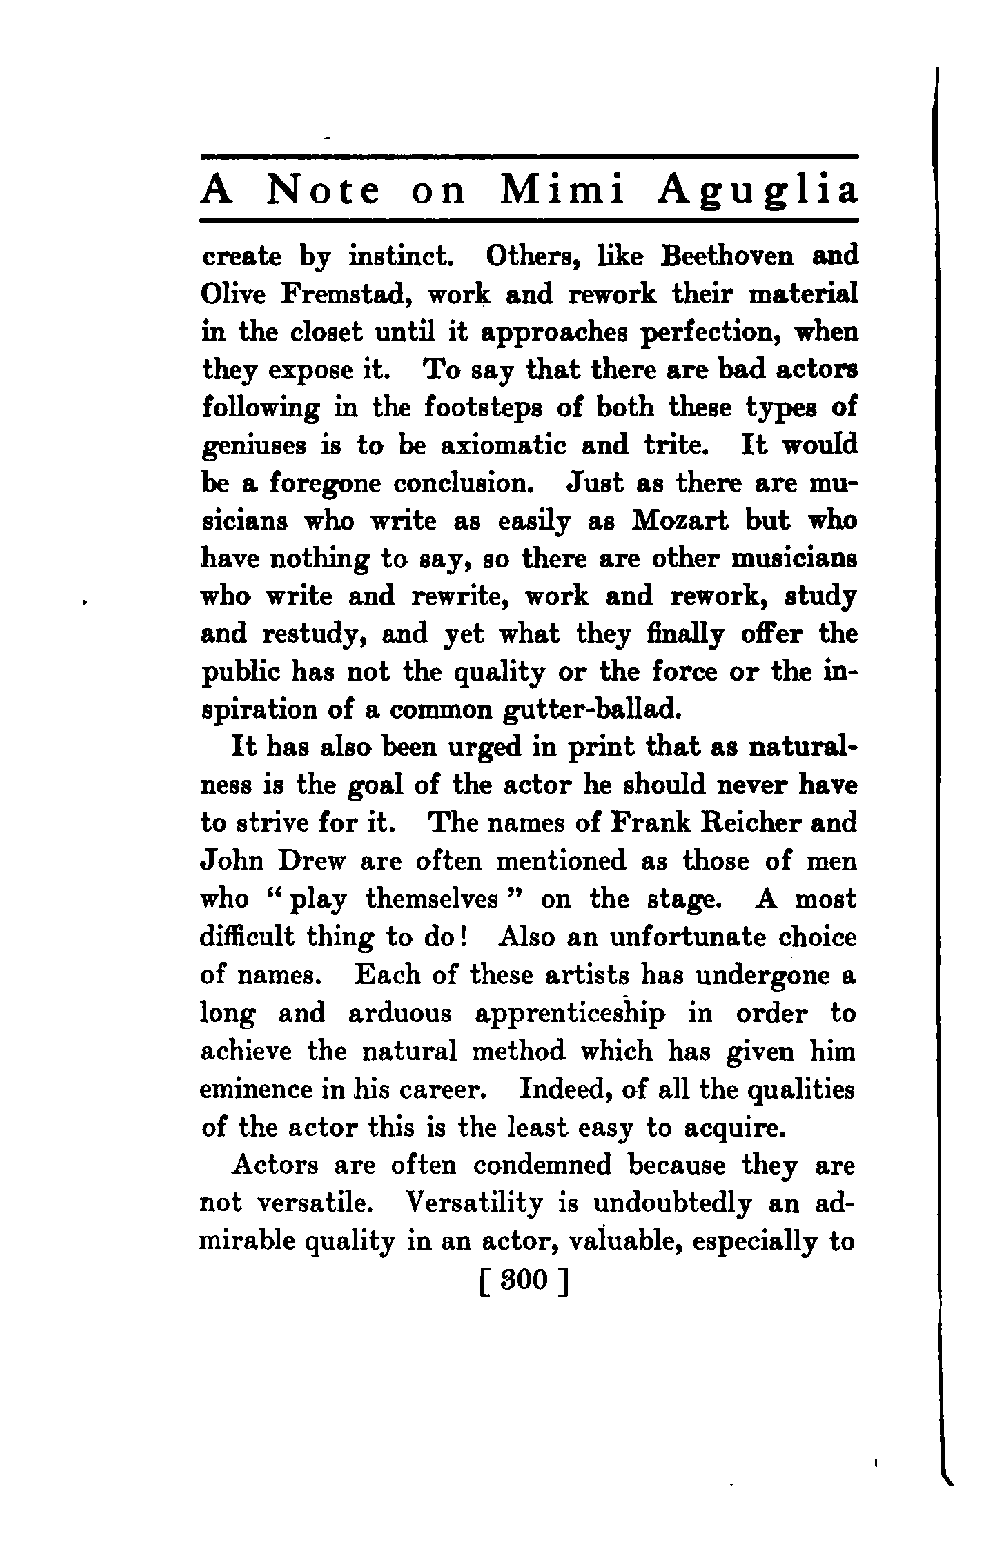 A Note on Mimi Aguglia
create by instinct. Others, like Beethoven and
Olive Fremstad, work and rework their material
in the closet until it approaches perfection, when
they expose it. To say that there are bad actors
following in the footsteps of both these types of
geniuses is to be axiomatic and trite. It would
be a foregone conclusion. Just as there are mu-
sicians who write as easily as Mozart but who
have nothing to say, so there are other musicians
who write and rewrite, work and rework, study
and restudy, and yet what they finally offer the
public has not the quality or the force or the in-
spiration of a common gutter-ballad.
It has also been urged in print that as natural-
ness is the goal of the actor he should never have
to strive for it. The names of Frank Reicher and
John Drew are often mentioned as those of men
who " play themselves " on the stage. A most
difficult thing to do! Also an unfortunate choice
of names. Each of these artists has undergone a
long and arduous apprenticeship in order to
achieve the natural method which has given him
eminence in his career. Indeed, of all the qualities
of the actor this is the least easy to acquire.
Actors are often condemned because they are
not versatile. Versatility is undoubtedly an ad-
mirable quality in an actor, valuable, especially to
[ 300 ]